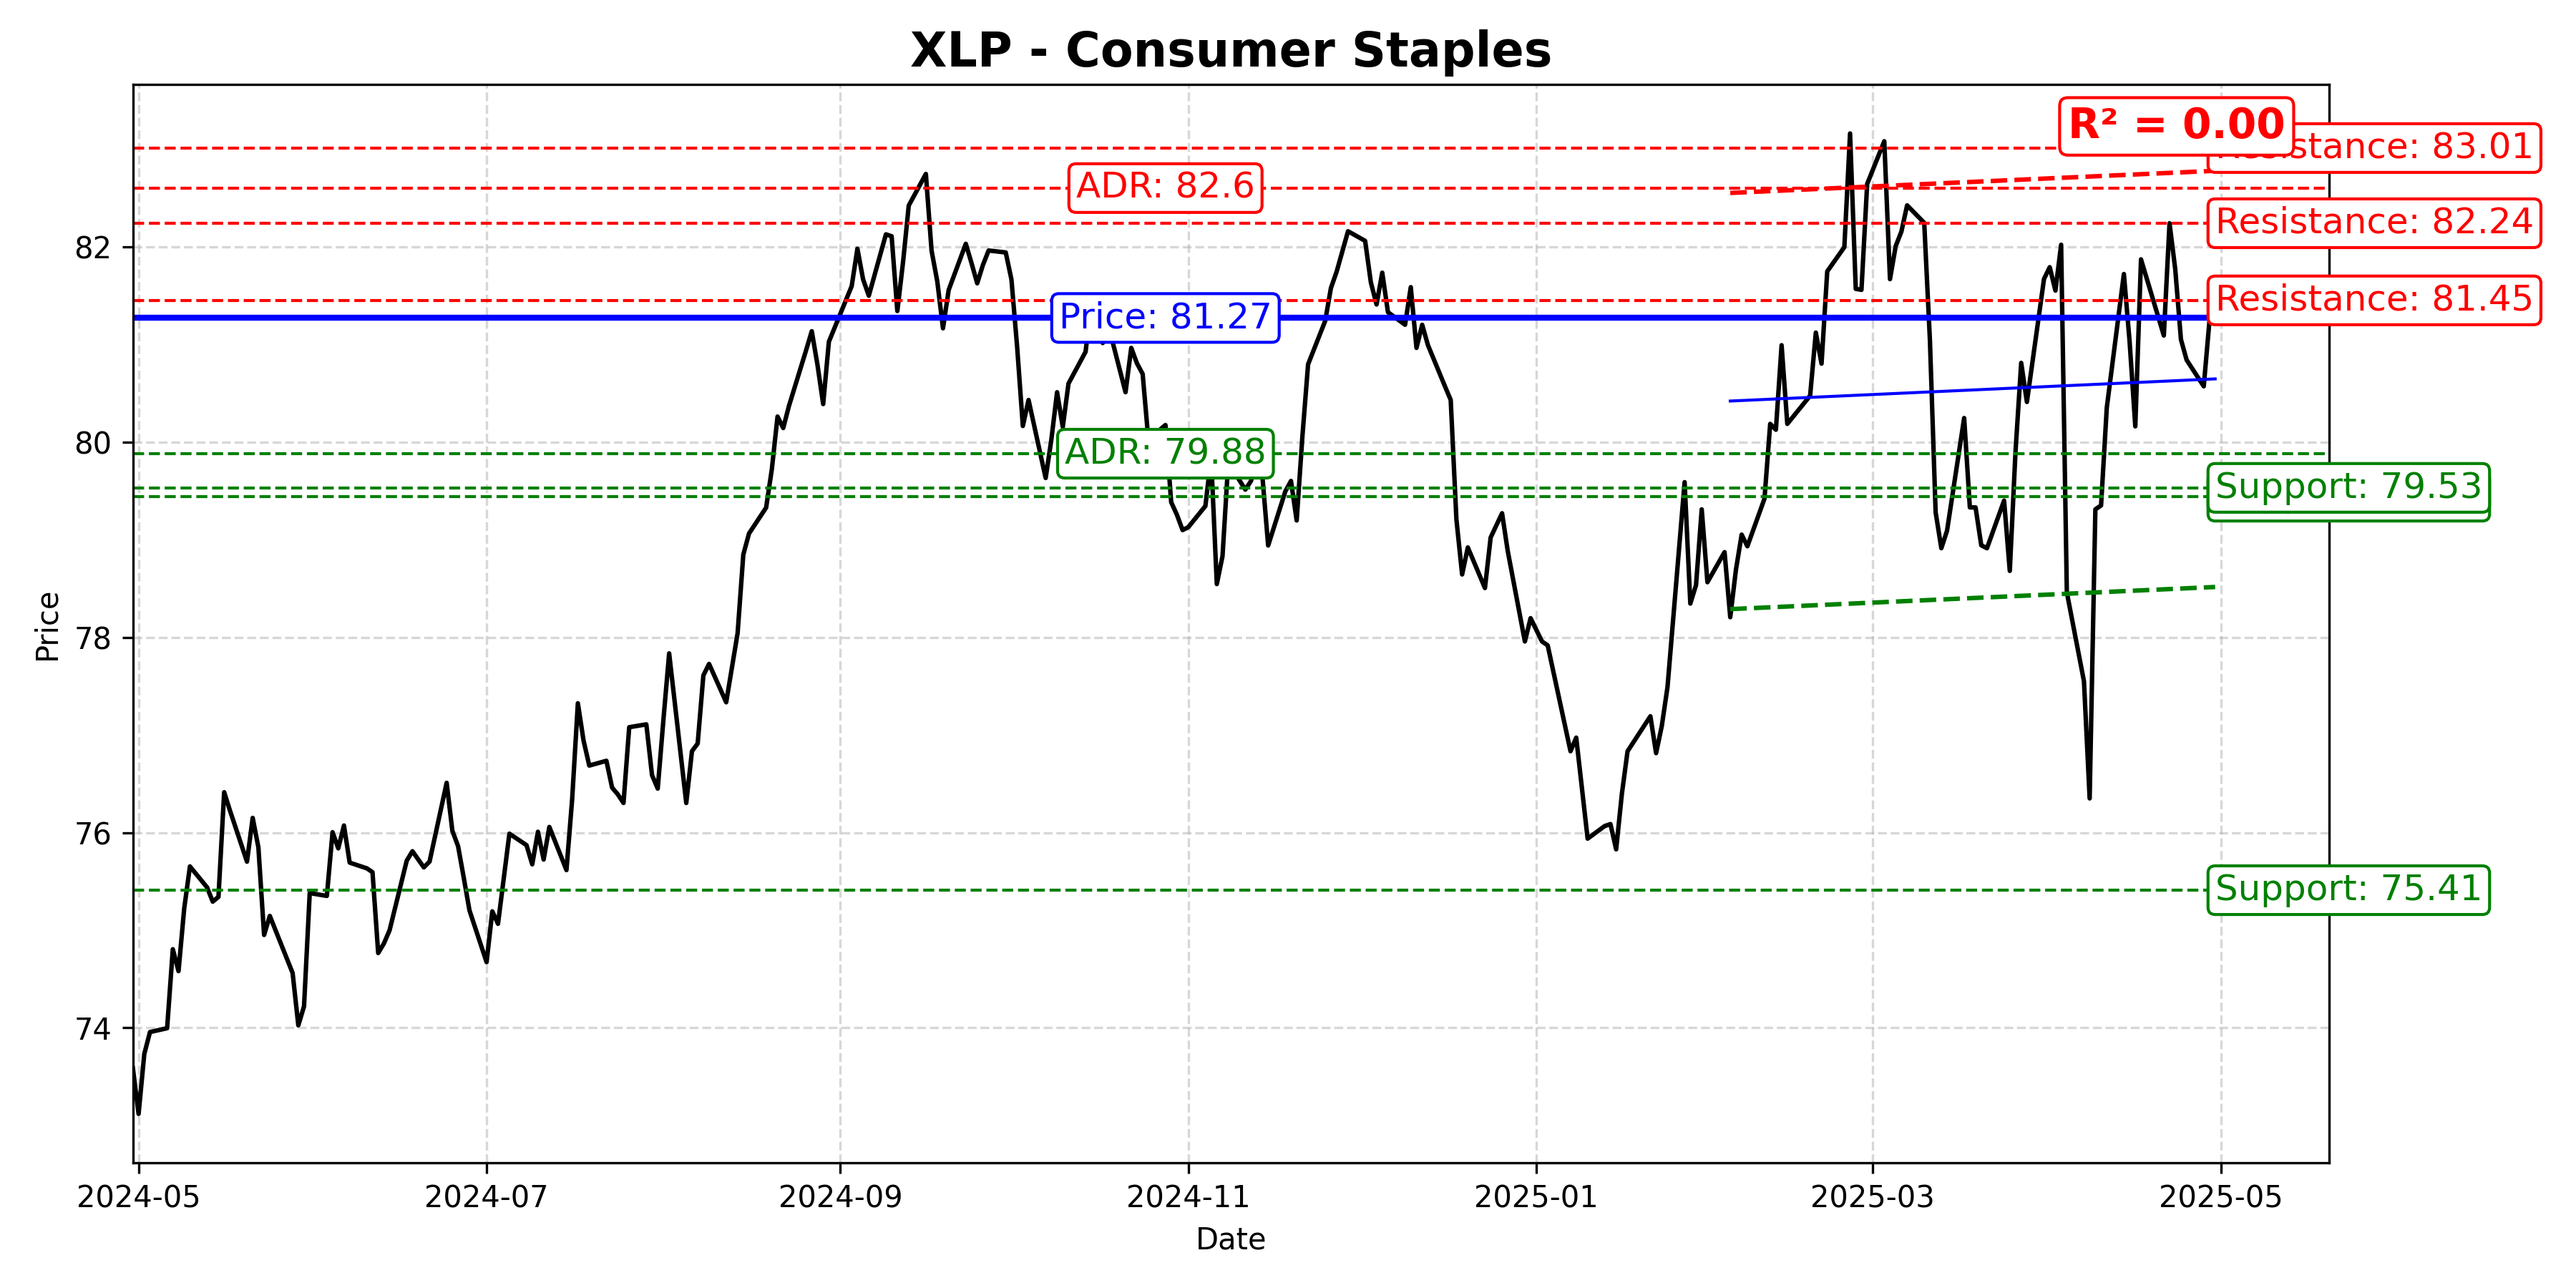 XLP - Consumer Staples
R² = 0.00
stance: 83.01
ADR: 82.6
Resistance: 82.24
Resistance: 81.45
Price: 81.27
ADR: 79.88
Support: 79.53
Support: 75.41
82
80
78
76
74
Price
2024-05
2024-07
2024-09
2024-11
2025-01
2025-03
2025-05
Date